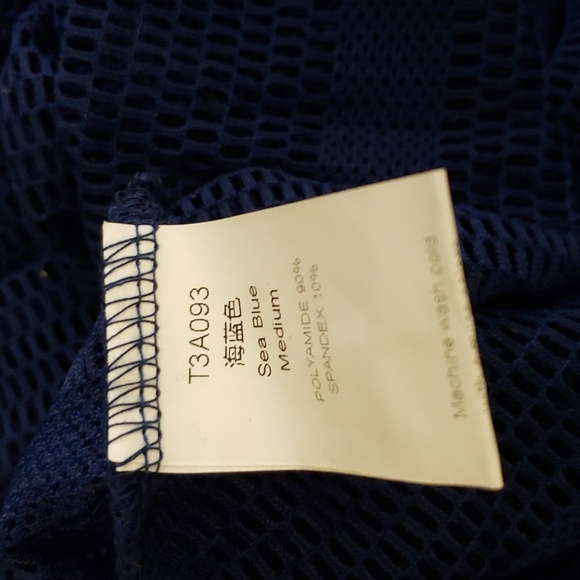 T3A093
海蓝色
Sea Blue
Medium
POLYAMIDE 90%
SPANDEX 10%
Machine wash cold